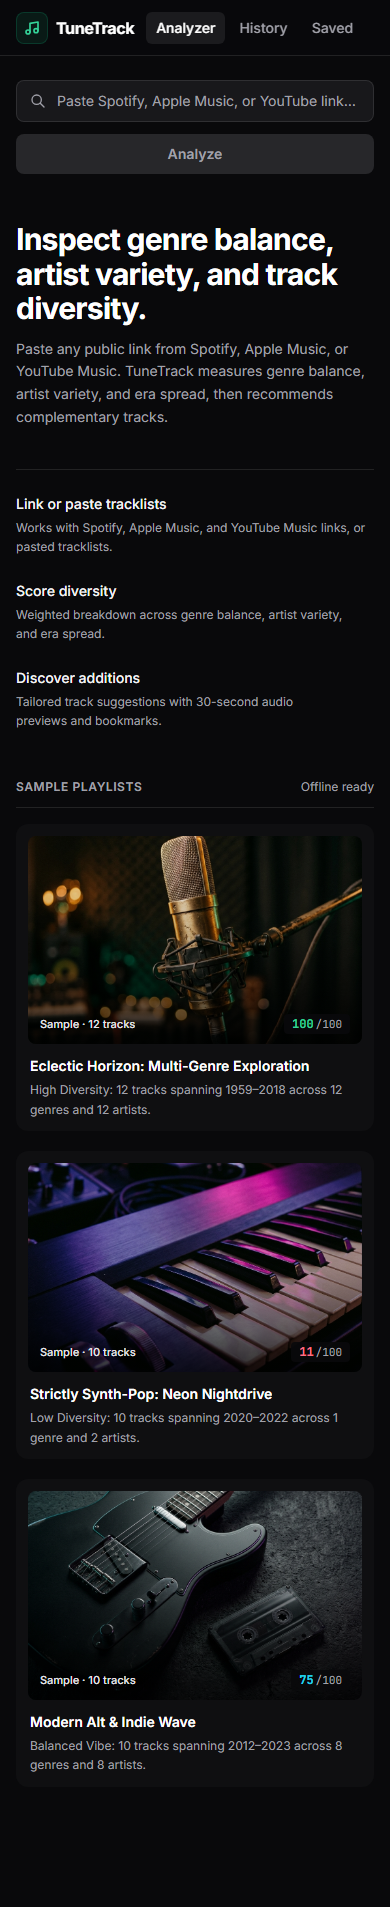 TuneTrack
Analyzer
History
Saved
Paste Spotify, Apple Music, or YouTube link...
Analyze
Inspect genre balance,
artist variety, and track
diversity.
Paste any public link from Spotify, Apple Music, or
YouTube Music. TuneTrack measures genre balance,
artist variety, and era spread, then recommends
complementary tracks.
Link or paste tracklists
Works with Spotify, Apple Music, and YouTube Music links, or
pasted tracklists.
Score diversity
Weighted breakdown across genre balance, artist variety,
and era spread.
Discover additions
Tailored track suggestions with 30-second audio
previews and bookmarks.
SAMPLE PLAYLISTS
Offline ready
Sample · 12 tracks
100/100
Eclectic Horizon: Multi-Genre Exploration
High Diversity: 12 tracks spanning 1959–2018 across 12
genres and 12 artists.
Sample · 10 tracks
11/100
Strictly Synth-Pop: Neon Nightdrive
Low Diversity: 10 tracks spanning 2020–2022 across 1
genre and 2 artists.
Sample · 10 tracks
75/100
Modern Alt & Indie Wave
Balanced Vibe: 10 tracks spanning 2012–2023 across 8
genres and 8 artists.